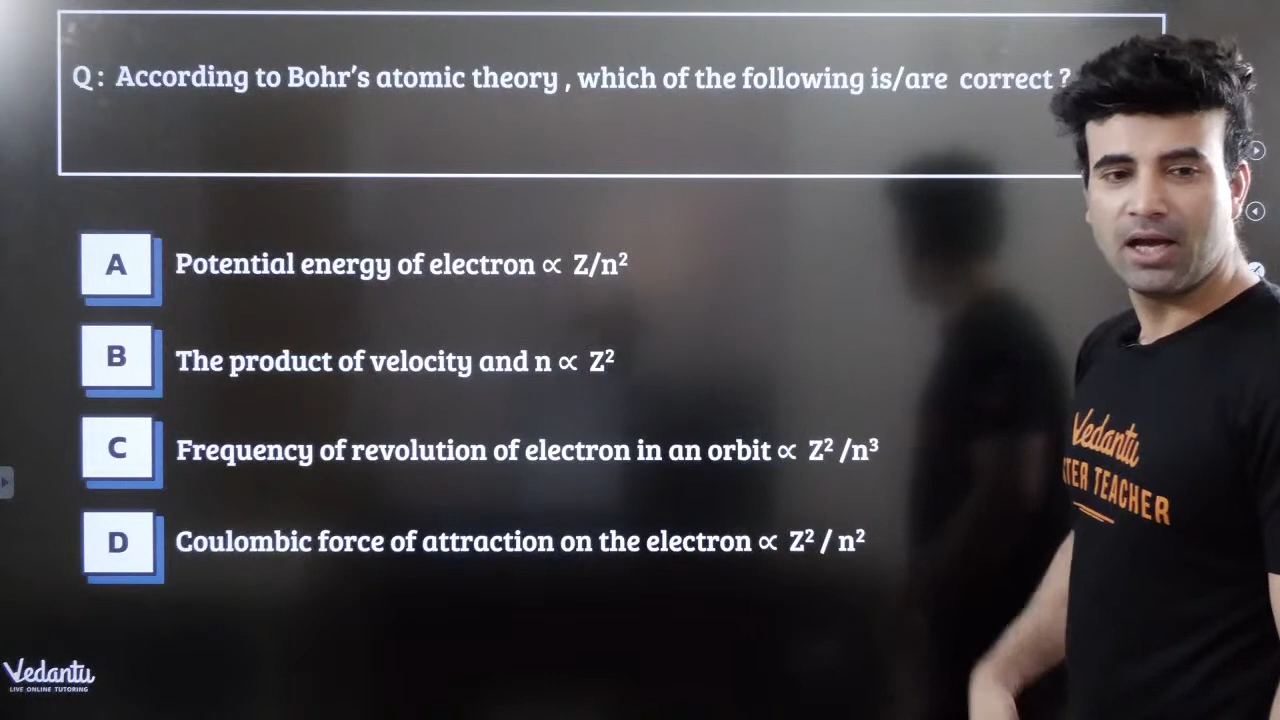 Q : According to Bohr's atomic theory , which of the following is/are correct ?
A Potential energy of electron ∝ Z/n²
B The product of velocity and n ∝ Z²
C Frequency of revolution of electron in an orbit ∝ Z² /n³
D Coulombic force of attraction on the electron ∝ Z² / n²
Vedantu
TEACHER
Vedantu
LIVE ONLINE TUTORING